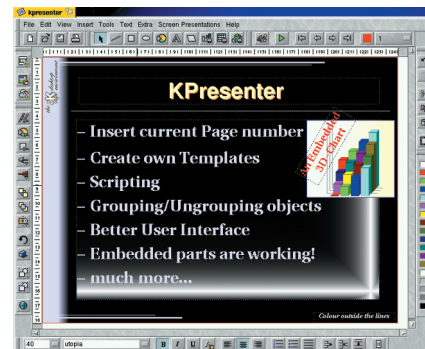 kpresenter
File Edit View Insert Tools Text Extra Screen Presentations Help
KPresenter
– Insert current Page number
An Embedded
3D Chart
– Create own Templates
– Scripting
– Grouping/Ungrouping objects
– Better User Interface
– Embedded parts are working!
– much more...
Colour outside the lines
40 utopia B I U